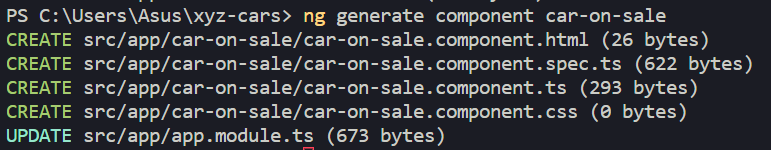 PS C:\Users\Asus\xyz-cars> ng generate component car-on-sale
CREATE src/app/car-on-sale/car-on-sale.component.html (26 bytes)
CREATE src/app/car-on-sale/car-on-sale.component.spec.ts (622 bytes)
CREATE src/app/car-on-sale/car-on-sale.component.ts (293 bytes)
CREATE src/app/car-on-sale/car-on-sale.component.css (0 bytes)
UPDATE src/app/app.module.ts (673 bytes)